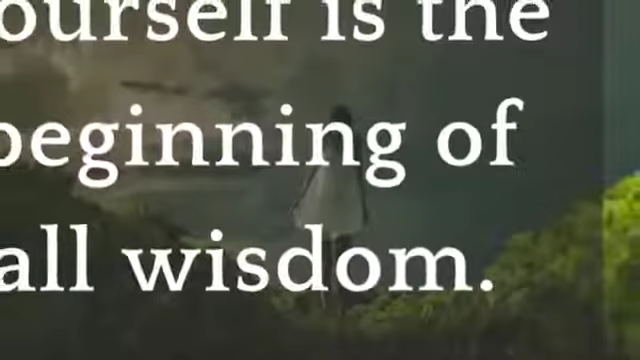 ourself is the
beginning of
all wisdom.